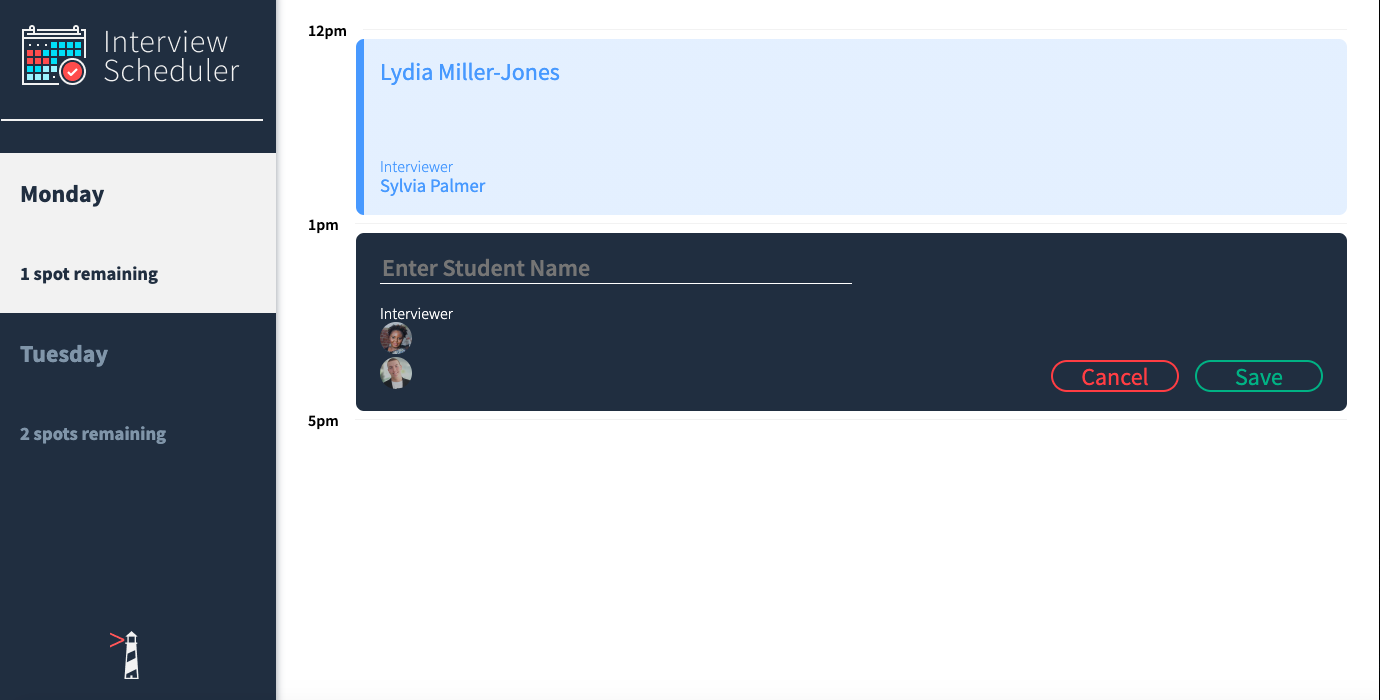 Interview
Scheduler
Monday
1 spot remaining
Tuesday
2 spots remaining
12pm
Lydia Miller-Jones
Interviewer
Sylvia Palmer
1pm
Enter Student Name
Interviewer
Cancel
Save
5pm